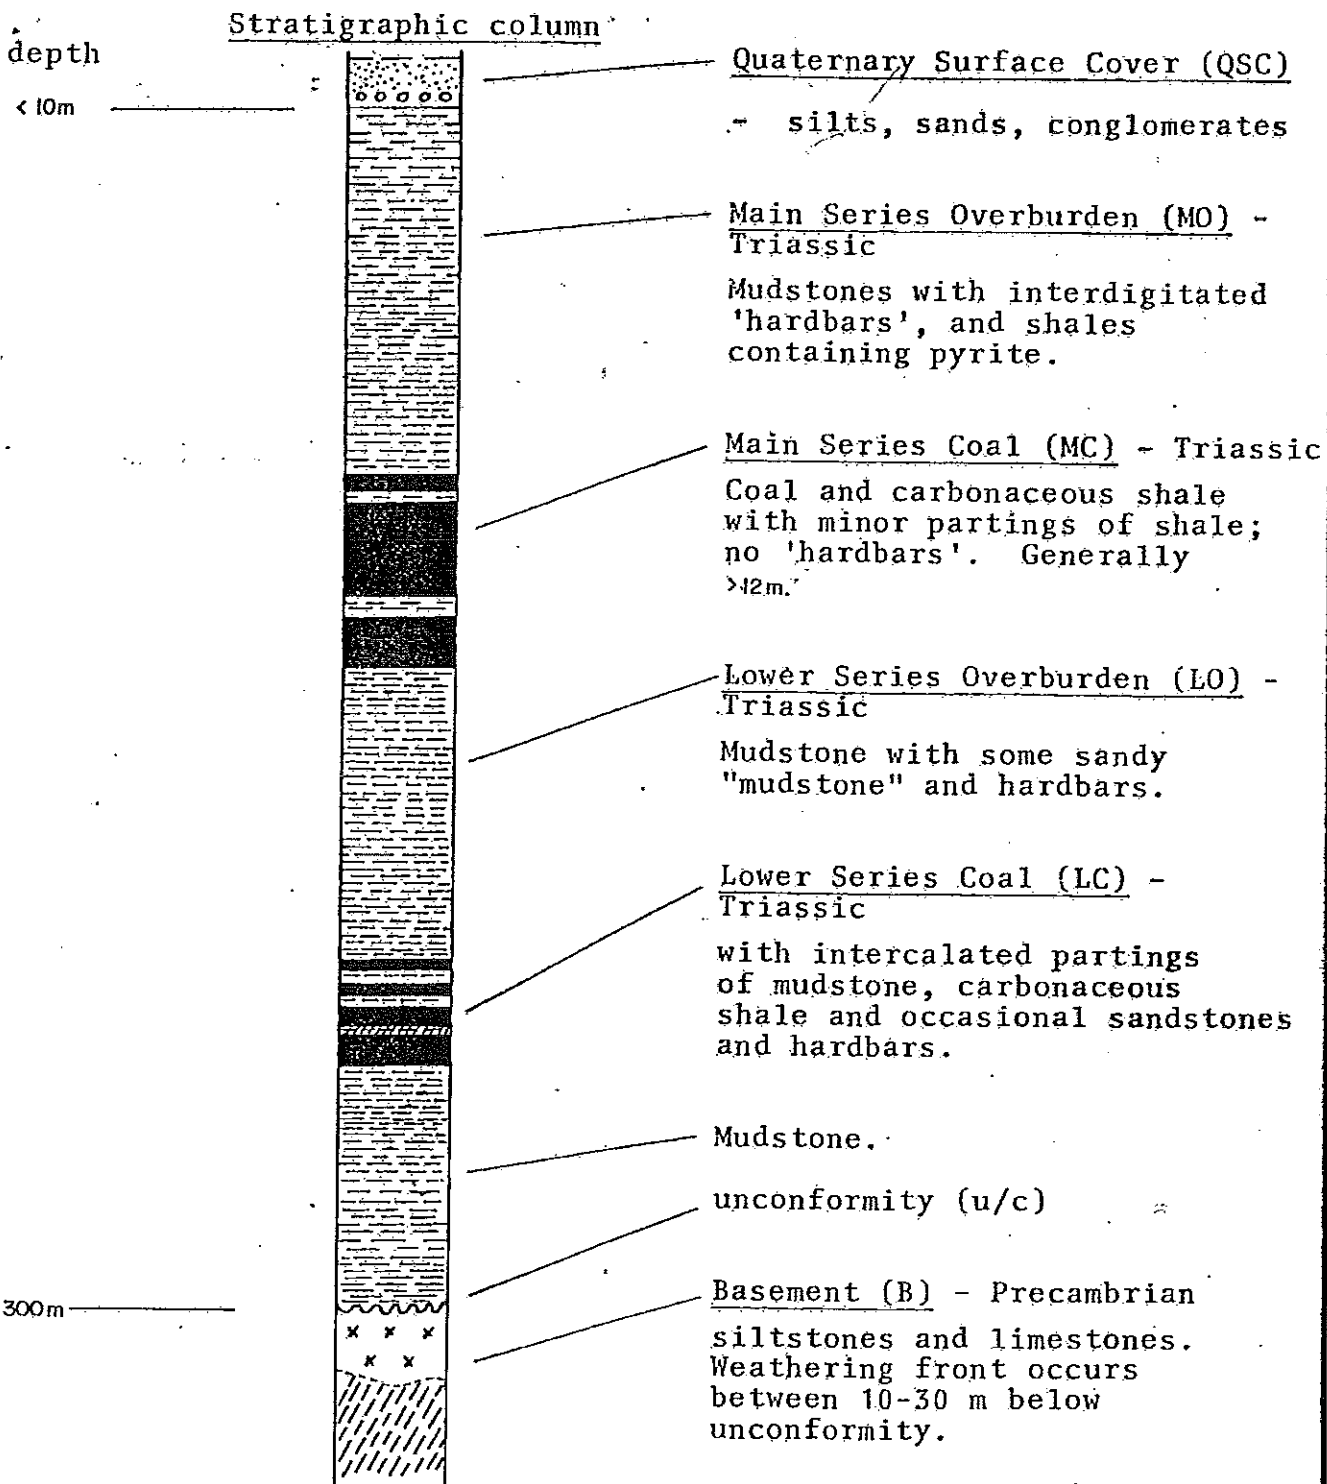 Stratigraphic column
depth
< 10m
Quaternary Surface Cover (QSC)
- silts, sands, conglomerates
Main Series Overburden (MO) -
Triassic
Mudstones with interdigitated
'hardbars', and shales
containing pyrite.
Main Series Coal (MC) - Triassic
Coal and carbonaceous shale
with minor partings of shale;
no 'hardbars'. Generally
>12m.
Lower Series Overburden (LO) -
Triassic
Mudstone with some sandy
"mudstone" and hardbars.
Lower Series Coal (LC) -
Triassic
with intercalated partings
of mudstone, carbonaceous
shale and occasional sandstones
and hardbars.
Mudstone.
unconformity (u/c)
300m
Basement (B) - Precambrian
siltstones and limestones.
Weathering front occurs
between 10-30 m below
unconformity.